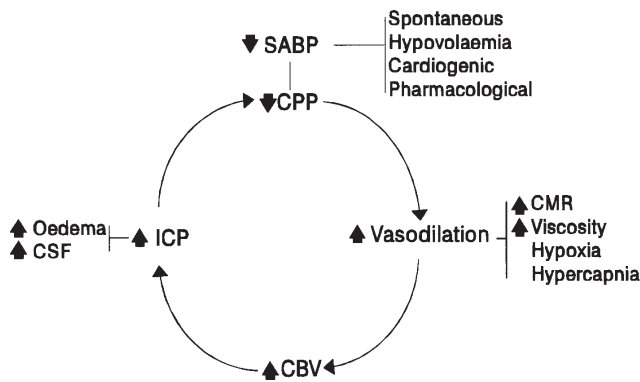 Spontaneous
SABP
Hypovolaemia
Cardiogenic
Pharmacological
CPP
Oedema
CSF
ICP
Vasodilation
CMR
Viscosity
Hypoxia
Hypercapnia
CBV